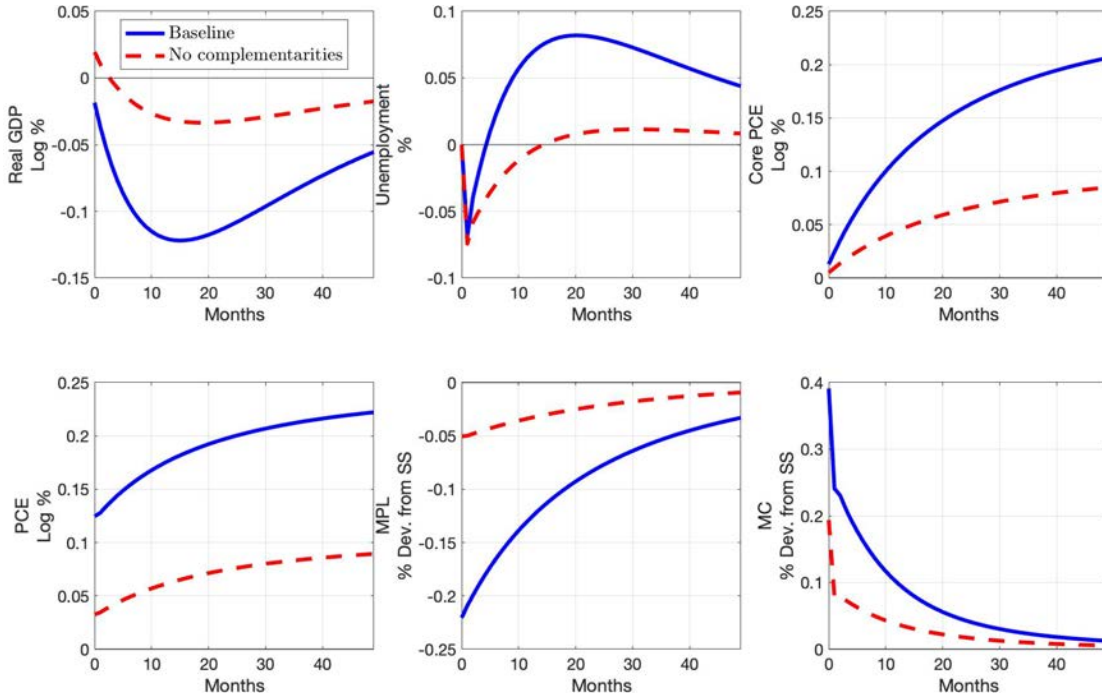 0.05
0
-0.05
-0.1
-0.15
Real GDP
Log %
Baseline
No complementarities
0 10 20 30 40
Months
0.1
0.05
0
-0.05
-0.1
Unemployment
%
0 10 20 30 40
Months
0.25
0.2
0.15
0.1
0.05
0
Core PCE
Log %
0 10 20 30 40
Months
0.25
0.2
0.15
0.1
0.05
0
PCE
Log %
0 10 20 30 40
Months
0
-0.05
-0.1
-0.15
-0.2
-0.25
MPL
% Dev. from SS
0 10 20 30 40
Months
0.4
0.3
0.2
0.1
0
MC
% Dev. from SS
0 10 20 30 40
Months